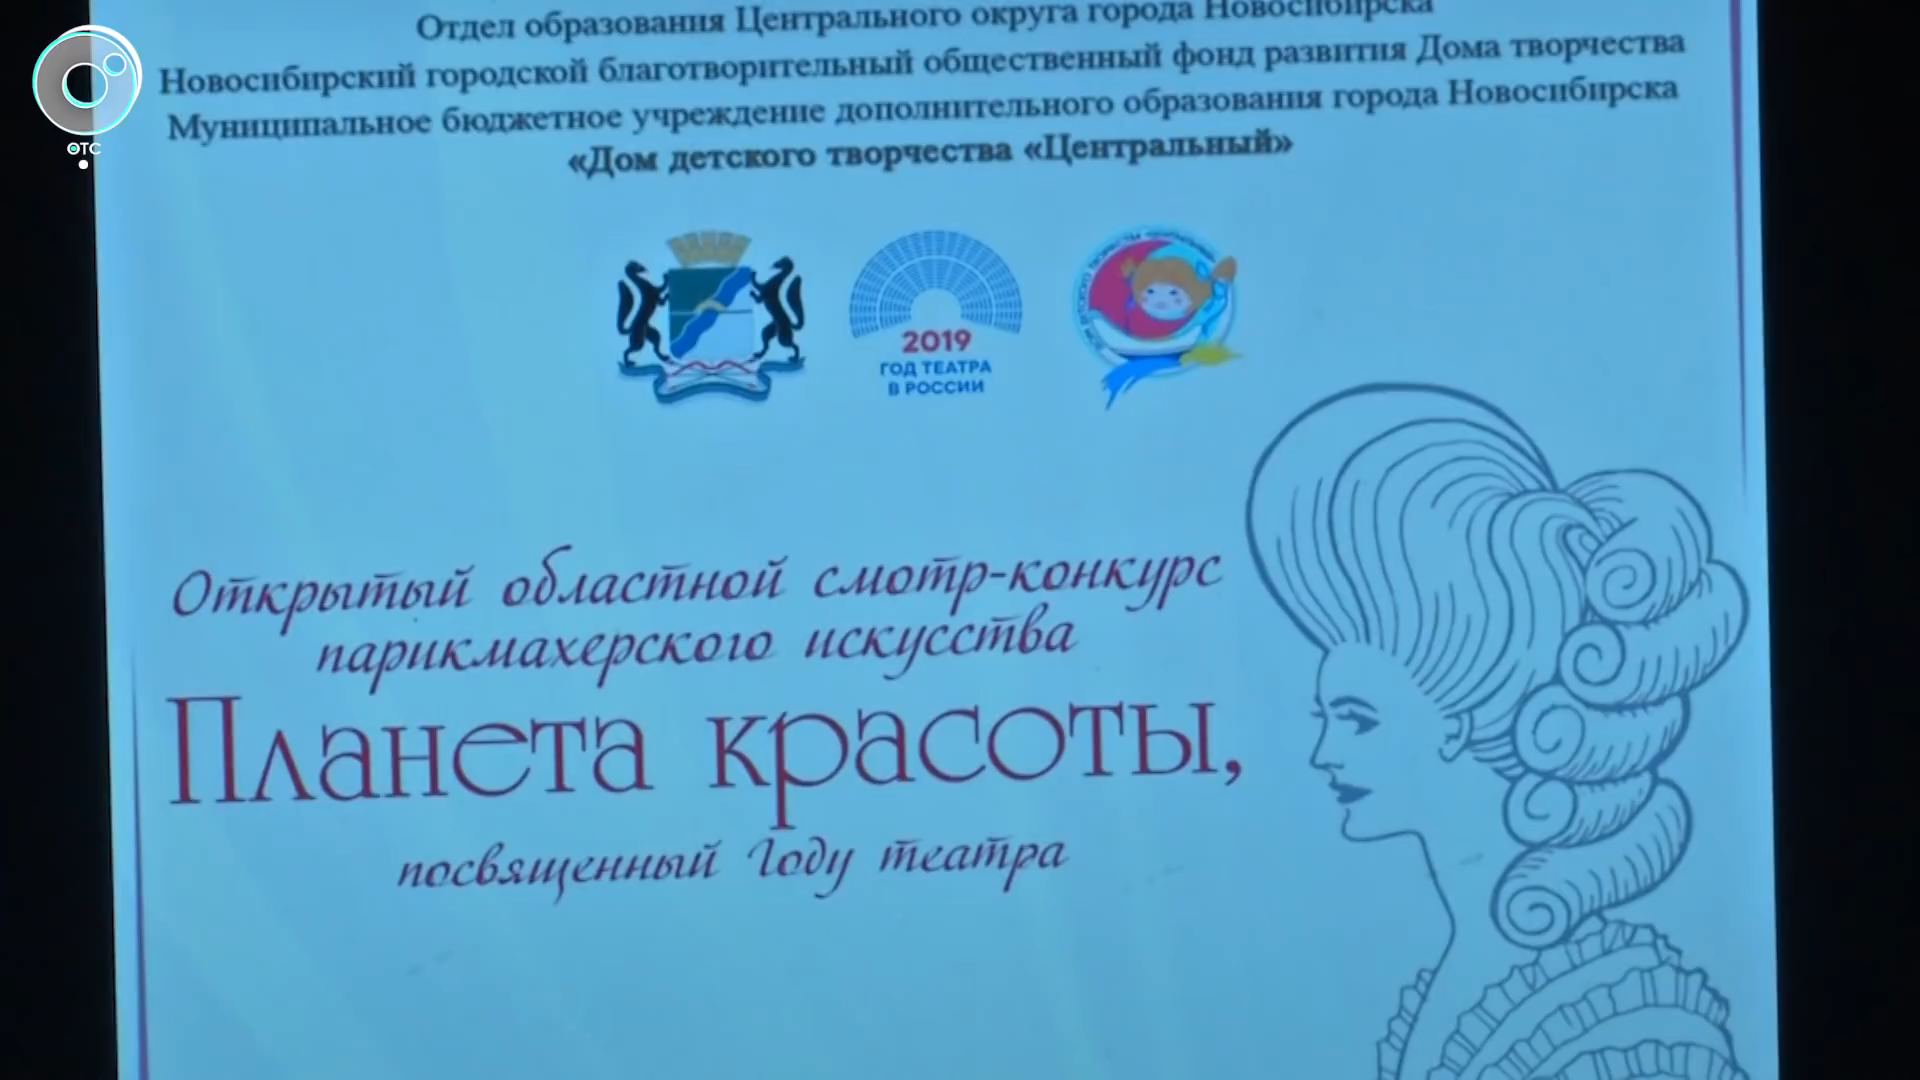 Отдел образования Центрального округа города Новосибирска
Новосибирский городской благотворительный общественный фонд развития Дома творчества
Муниципальное бюджетное учреждение дополнительного образования города Новосибирска
«Дом детского творчества «Центральный»
ОТС
2019
ГОД ТЕАТРА
В РОССИИ
Открытый областной смотр-конкурс
парикмахерского искусства
Планета красоты,
посвященный Году театра